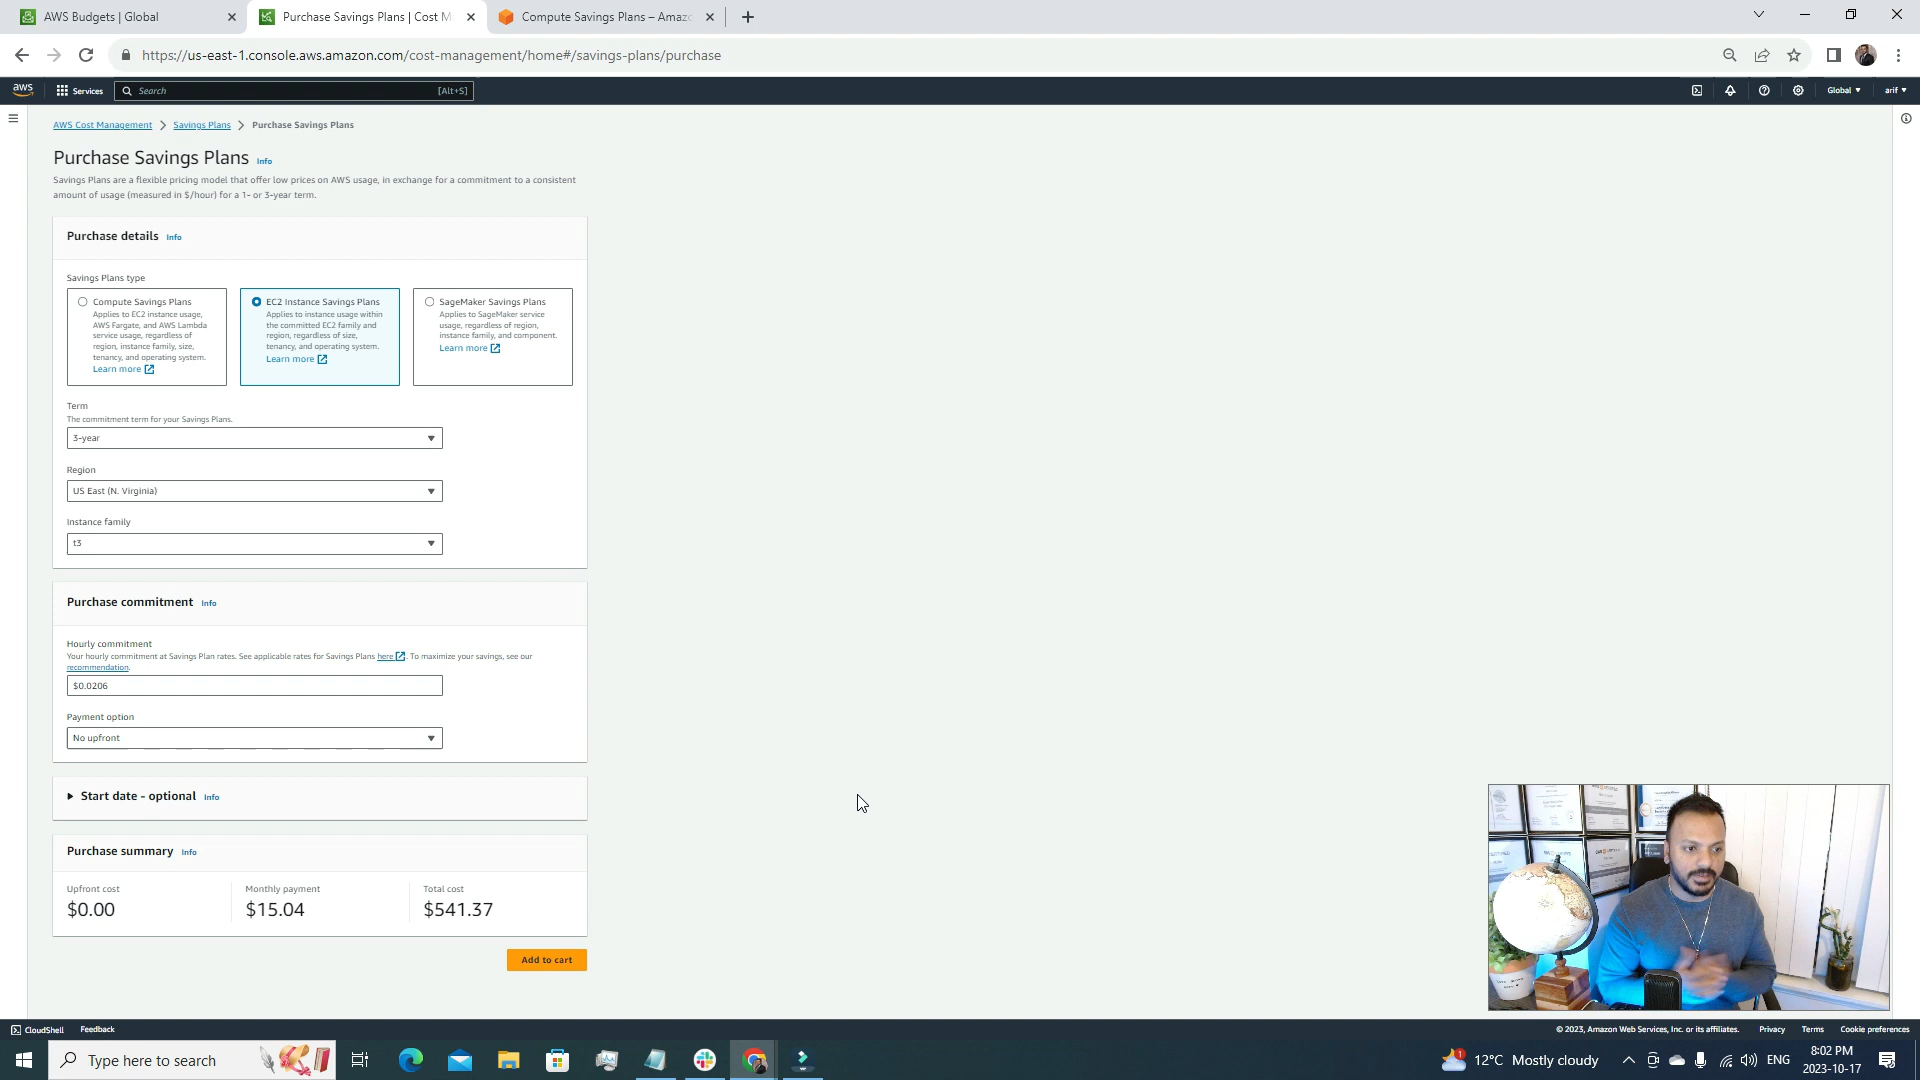 AWS Budgets | Global
Purchase Savings Plans | Cost M
Compute Savings Plans – Amaz
https://us-east-1.console.aws.amazon.com/cost-management/home#/savings-plans/purchase
aws
Services
Search
[Alt+S]
Global
arif
AWS Cost Management
Savings Plans
Purchase Savings Plans
Purchase Savings Plans Info
Savings Plans are a flexible pricing model that offer low prices on AWS usage, in exchange for a commitment to a consistent
amount of usage (measured in $/hour) for a 1- or 3-year term.
Purchase details Info
Savings Plans type
Compute Savings Plans
Applies to EC2 instance usage,
AWS Fargate, and AWS Lambda
service usage, regardless of
region, instance family, size,
tenancy, and operating system.
Learn more
EC2 Instance Savings Plans
Applies to instance usage within
the committed EC2 family and
region, regardless of size,
tenancy, and operating system.
Learn more
SageMaker Savings Plans
Applies to SageMaker service
usage, regardless of region,
instance family, and component.
Learn more
Term
The commitment term for your Savings Plans.
3-year
Region
US East (N. Virginia)
Instance family
t3
Purchase commitment Info
Hourly commitment
Your hourly commitment at Savings Plan rates. See applicable rates for Savings Plans here. To maximize your savings, see our
recommendation.
$0.0206
Payment option
No upfront
Start date - optional Info
Purchase summary Info
Upfront cost
$0.00
Monthly payment
$15.04
Total cost
$541.37
Add to cart
CloudShell
Feedback
© 2023, Amazon Web Services, Inc. or its affiliates.
Privacy
Terms
Cookie preferences
Type here to search
1
12°C Mostly cloudy
ENG
8:02 PM
2023-10-17